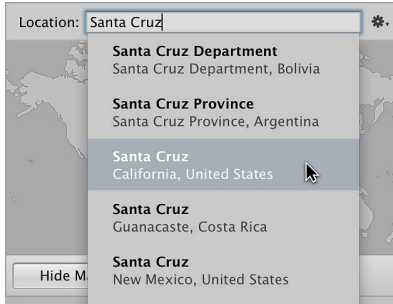 Location: Santa Cruz
Santa Cruz Department
Santa Cruz Department, Bolivia
Santa Cruz Province
Santa Cruz Province, Argentina
Santa Cruz
California, United States
Santa Cruz
Guanacaste, Costa Rica
Santa Cruz
New Mexico, United States
Hide